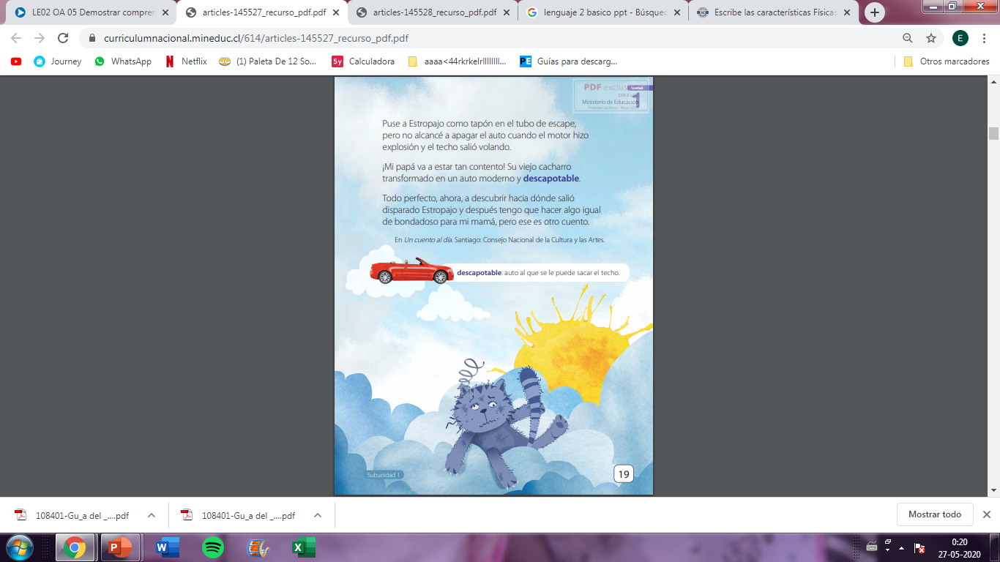 LE02 OA 05 Demostrar compren
articles-145527_recurso_pdf.pdf
articles-145528_recurso_pdf.pdf
lenguaje 2 basico ppt - Búsqued
Escribe las características Físicas
curriculumnacional.mineduc.cl/614/articles-145527_recurso_pdf.pdf
E
Journey
WhatsApp
Netflix
(1) Paleta De 12 So...
Calculadora
aaaa<44rkrkelrlllllllll...
Guías para descarg...
Otros marcadores
PDF exclus
Unidad
para uso
1
Ministerio de Educación
Puse a Estropajo como tapón en el tubo de escape,
pero no alcancé a apagar el auto cuando el motor hizo
explosión y el techo salió volando.
¡Mi papá va a estar tan contento! Su viejo cacharro
transformado en un auto moderno y descapotable.
Todo perfecto, ahora, a descubrir hacia dónde salió
disparado Estropajo y después tengo que hacer algo igual
de bondadoso para mi mamá, pero ese es otro cuento.
En Un cuento al día. Santiago: Consejo Nacional de la Cultura y las Artes.
descapotable: auto al que se le puede sacar el techo.
Subunidad 1
19
108401-Gu_a del _....pdf
108401-Gu_a del _....pdf
Mostrar todo
0:20
27-05-2020